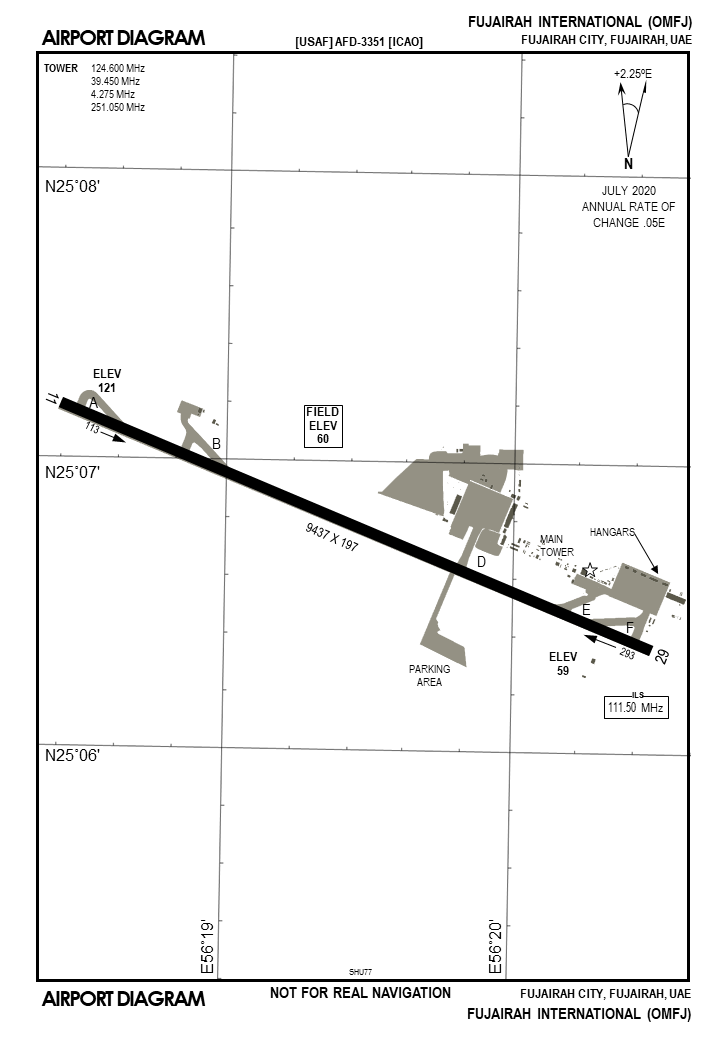 FUJAIRAH INTERNATIONAL (OMFJ)
AIRPORT DIAGRAM
[USAF] AFD-3351 [ICAO]
FUJAIRAH CITY, FUJAIRAH, UAE
TOWER 124.600 MHz
39.450 MHz
4.275 MHz
251.050 MHz
+2.25ºE
N
N25°08'
JULY 2020
ANNUAL RATE OF
CHANGE .05E
ELEV
121
11
A
113
B
FIELD
ELEV
60
N25°07'
9437 X 197
MAIN
TOWER
HANGARS
D
E
F
293
29
ELEV
59
PARKING
AREA
ILS
111.50 MHz
N25°06'
E56°19'
E56°20'
SHU77
AIRPORT DIAGRAM
NOT FOR REAL NAVIGATION
FUJAIRAH CITY, FUJAIRAH, UAE
FUJAIRAH INTERNATIONAL (OMFJ)